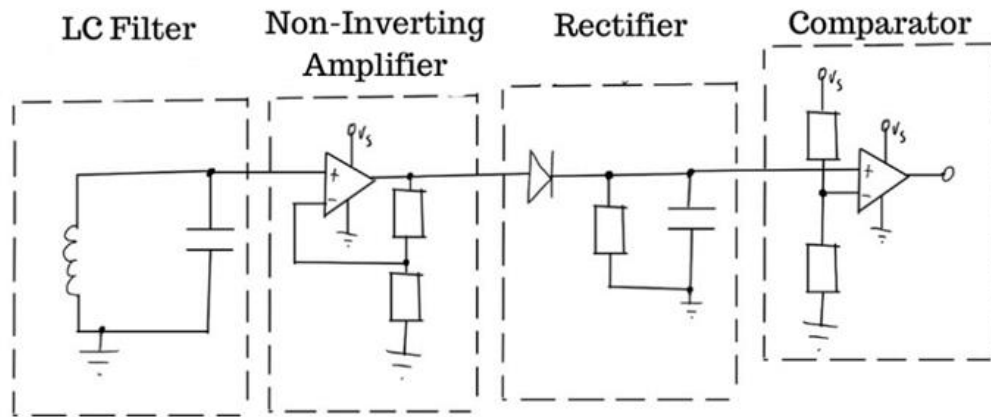 LC Filter
Non-Inverting
Amplifier
Rectifier
Comparator
Vs
Vs
Vs
+
-
+
-